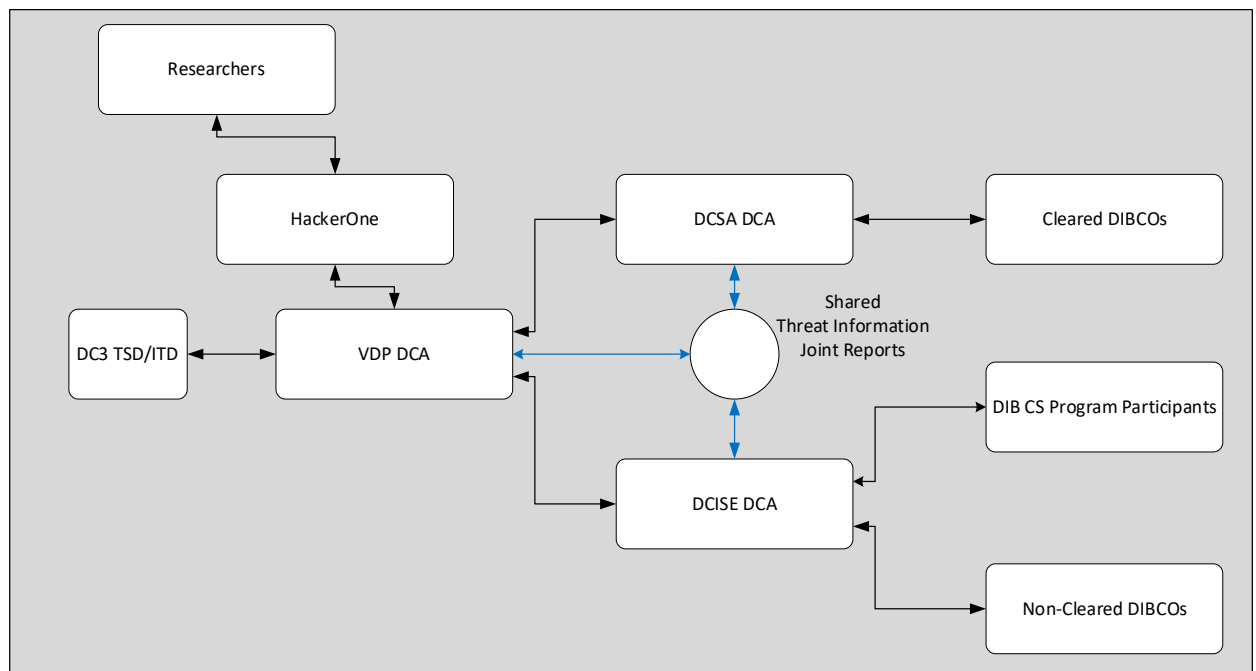 Researchers
HackerOne
DCSA DCA
Cleared DIBCOs
Shared
Threat Information
Joint Reports
DC3 TSD/ITD
VDP DCA
DIB CS Program Participants
DCISE DCA
Non-Cleared DIBCOs